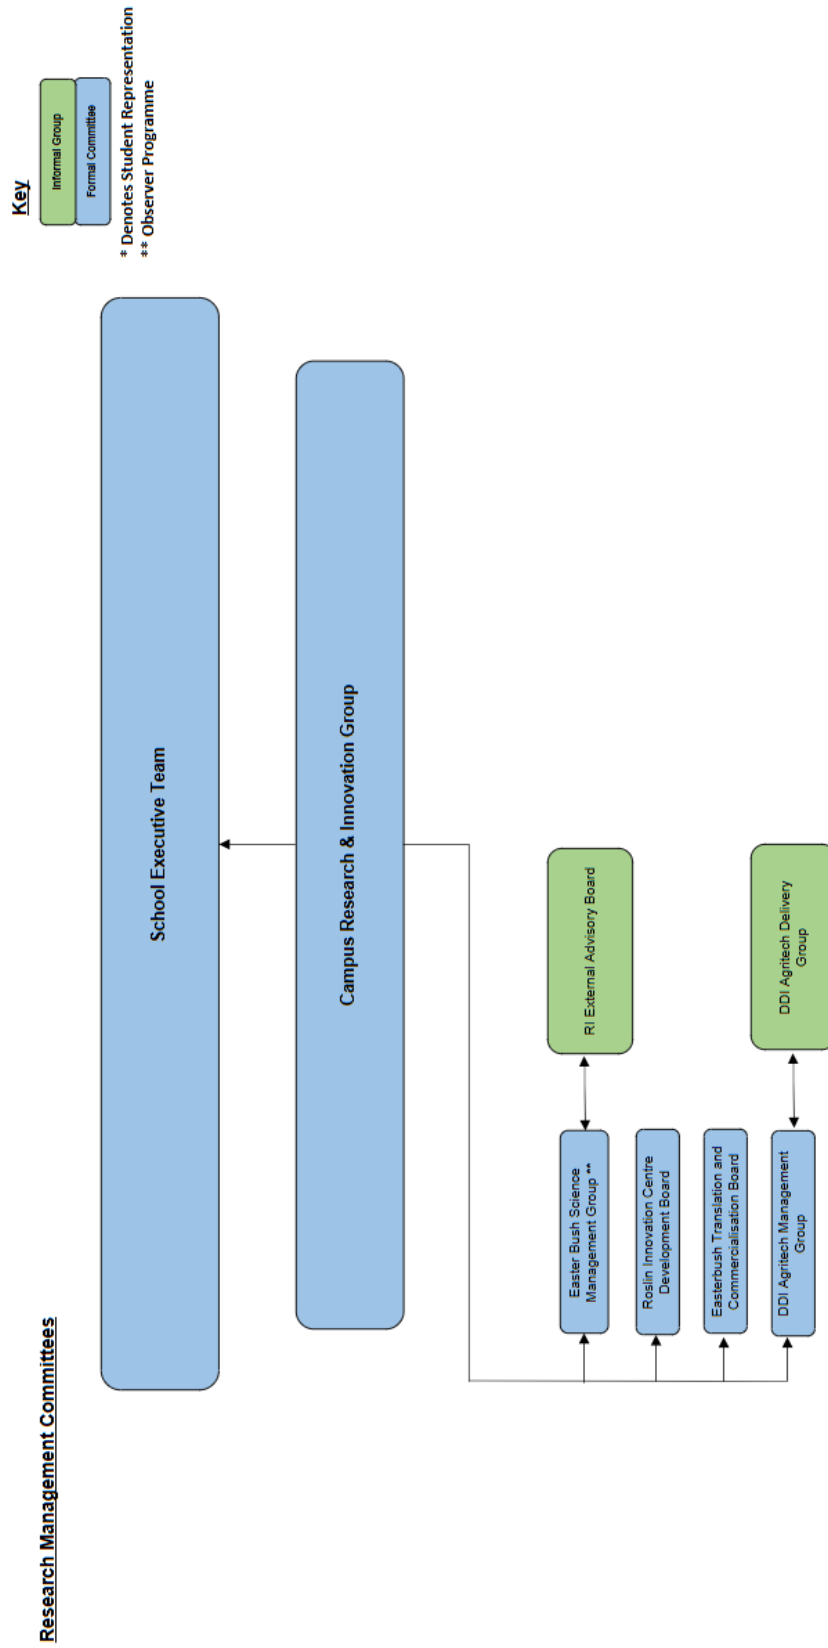 Research Management Committees
Key
Informal Group
Formal Committee
* Denotes Student Representation
** Observer Programme
School Executive Team
Campus Research & Innovation Group
Easter Bush Science
Management Group **
RI External Advisory Board
Roslin Innovation Centre
Development Board
Easterbush Translation and
Commercialisation Board
DDI Agritech Management
Group
DDI Agritech Delivery
Group